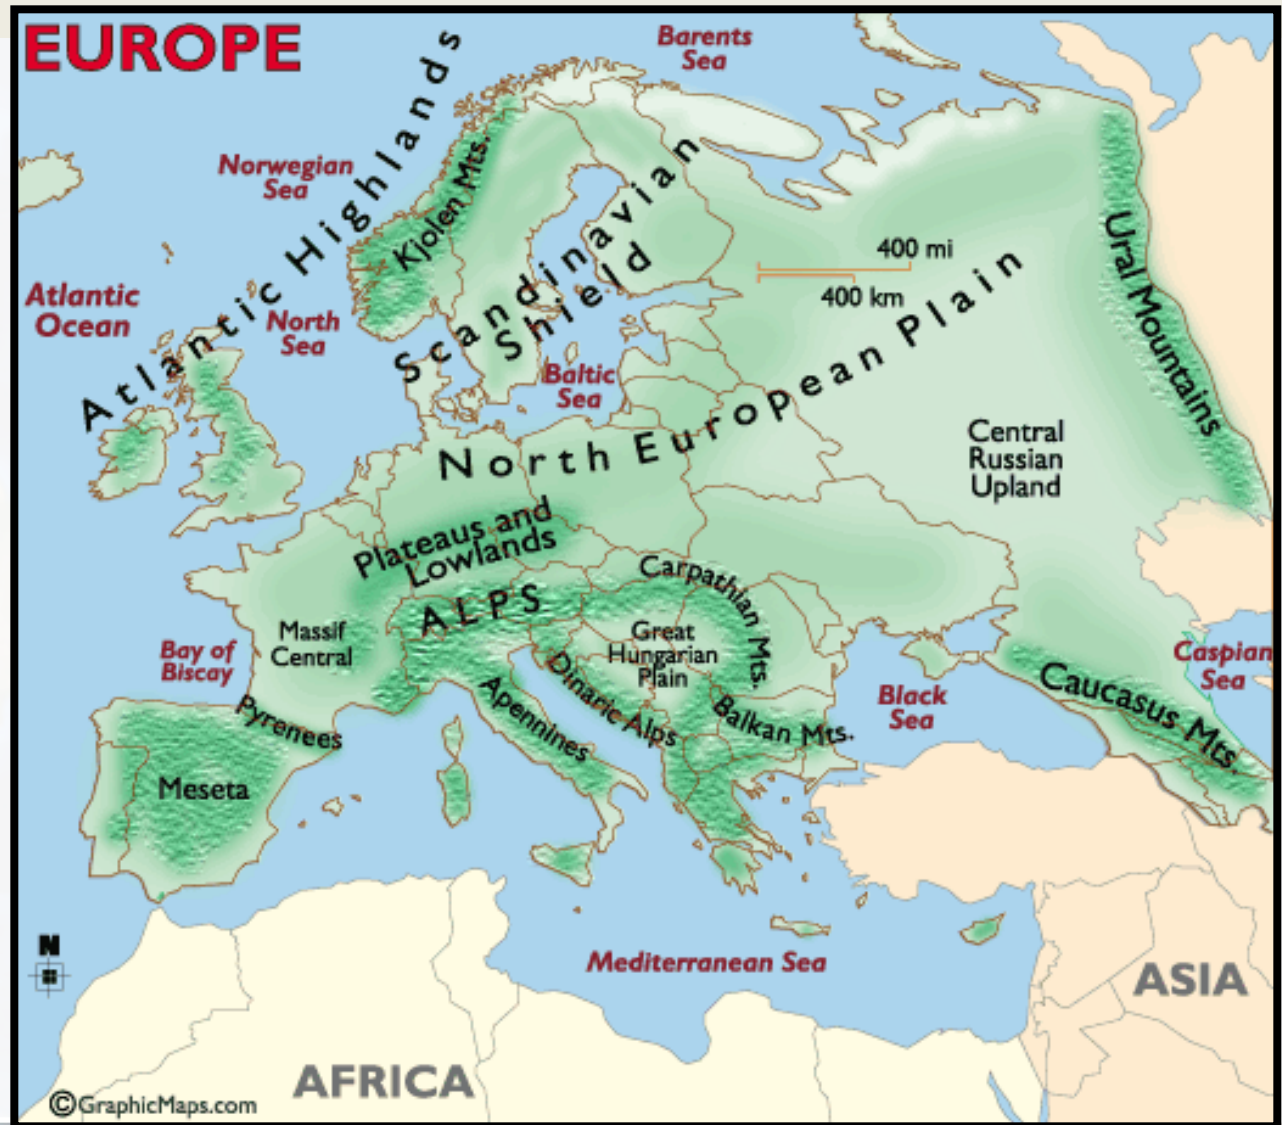 EUROPE
Barents
Sea
Atlantic Highlands
Norwegian
Sea
Kjolen Mts.
Scandinavian
Shield
400 mi
400 km
Ural Mountains
Atlantic
Ocean
North
Sea
Baltic
Sea
North European Plain
Central
Russian
Upland
Plateaus and
Lowlands
Carpathian Mts.
ALPS
Massif
Central
Great
Hungarian
Plain
Bay of
Biscay
Caspian
Sea
Pyrenees
Apennines
Dinaric Alps
Balkan Mts.
Black
Sea
Caucasus Mts.
Meseta
N
Mediterranean Sea
ASIA
AFRICA
©GraphicMaps.com